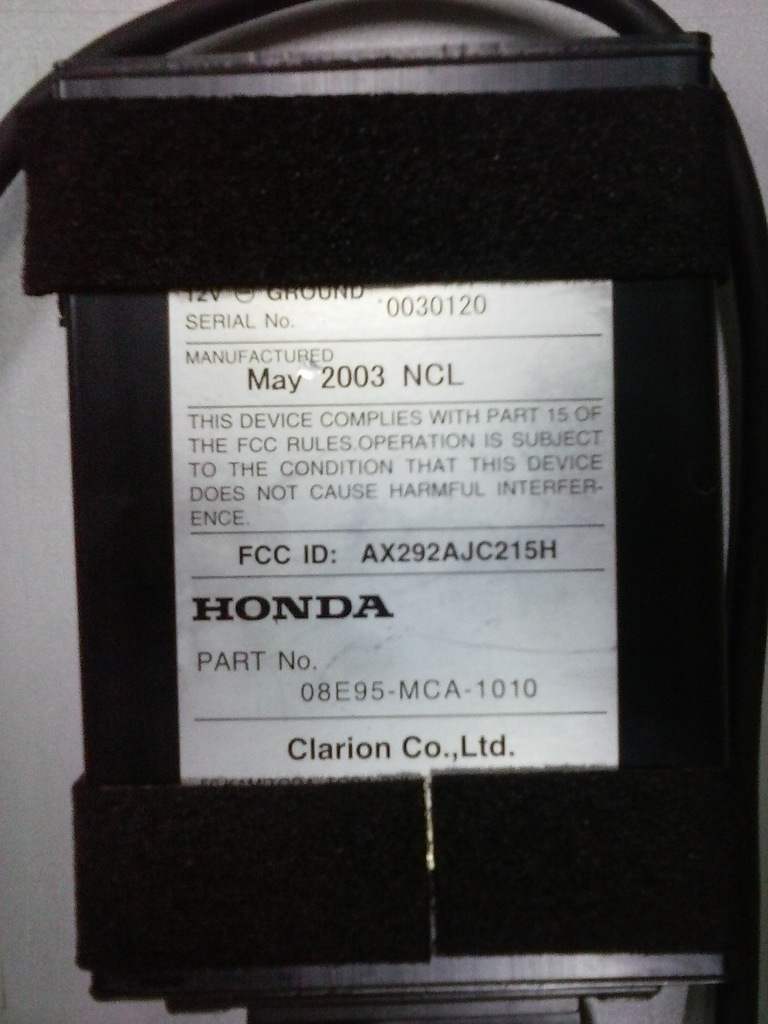 12V ⊖ GROUND
SERIAL No. 0030120
MANUFACTURED
May 2003 NCL
THIS DEVICE COMPLIES WITH PART 15 OF
THE FCC RULES.OPERATION IS SUBJECT
TO THE CONDITION THAT THIS DEVICE
DOES NOT CAUSE HARMFUL INTERFER-
ENCE.
FCC ID: AX292AJC215H
HONDA
PART No.
08E95-MCA-1010
Clarion Co.,Ltd.